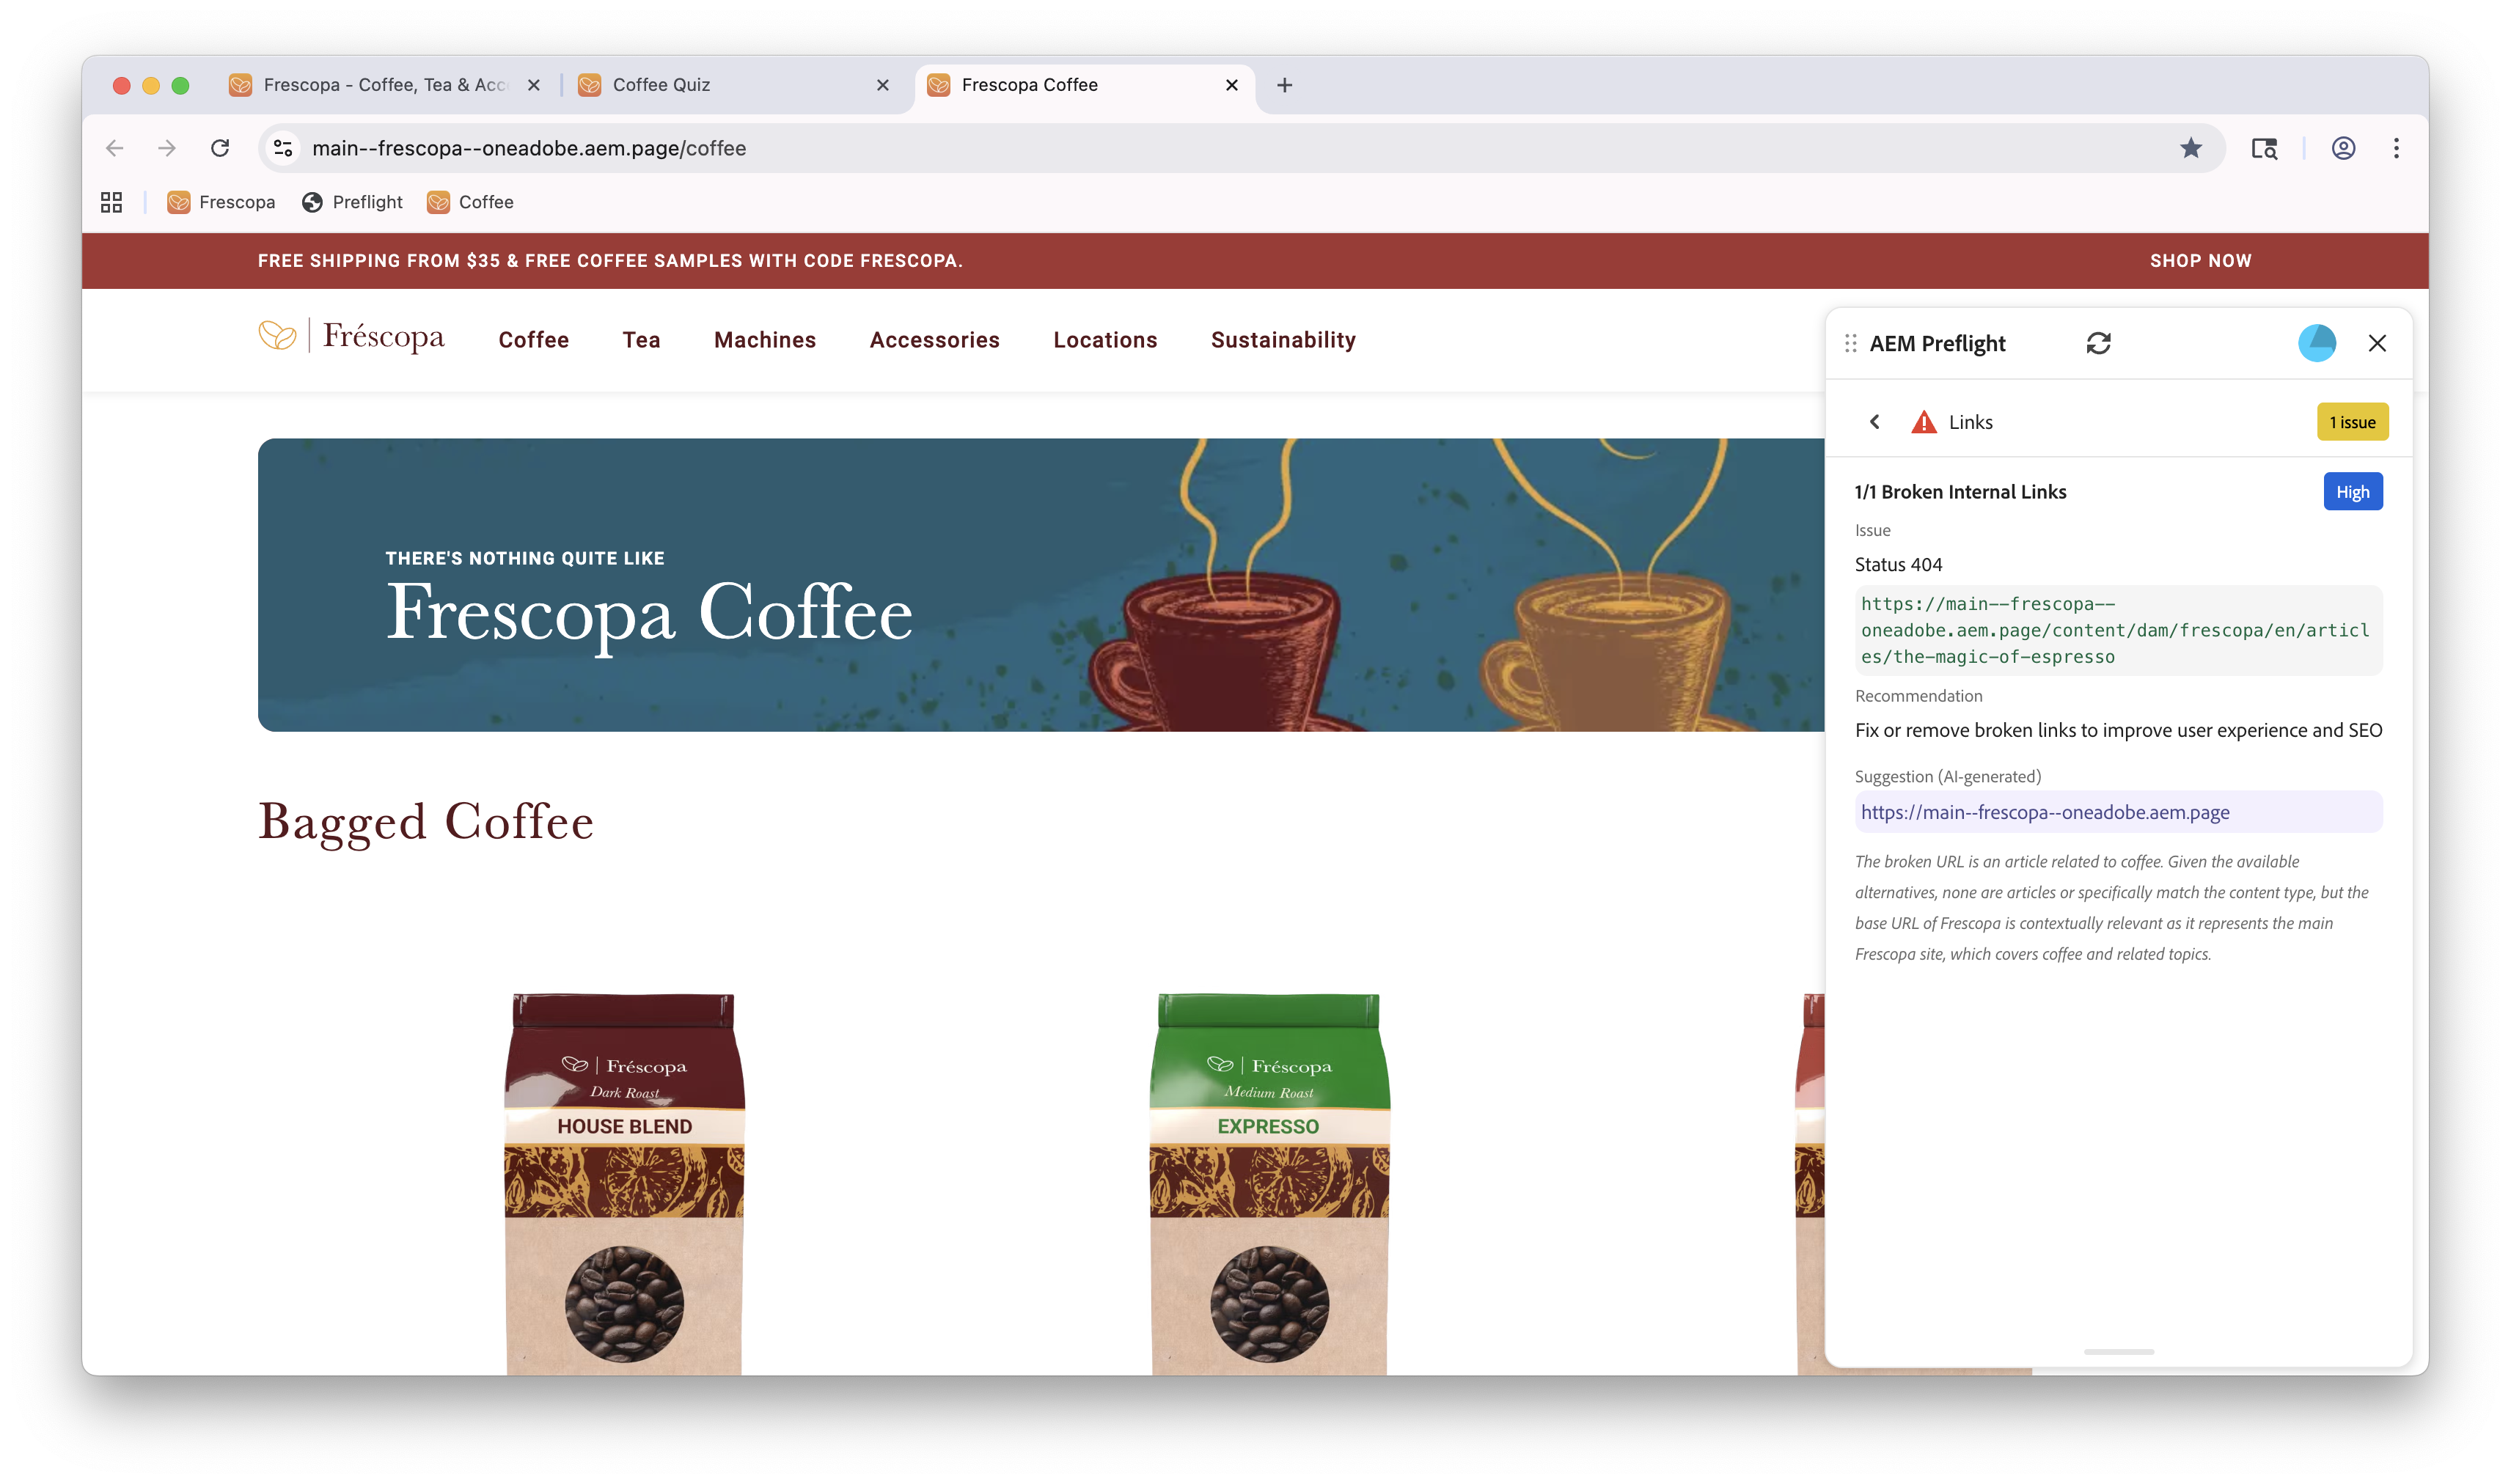 Frescopa - Coffee, Tea & Acc
Coffee Quiz
Frescopa Coffee
main--frescopa--oneadobe.aem.page/coffee
Frescopa
Preflight
Coffee
FREE SHIPPING FROM $35 & FREE COFFEE SAMPLES WITH CODE FRESCOPA.
SHOP NOW
Fréscopa
Coffee
Tea
Machines
Accessories
Locations
Sustainability
THERE'S NOTHING QUITE LIKE
Frescopa Coffee
Bagged Coffee
Fréscopa
Dark Roast
HOUSE BLEND
Fréscopa
Medium Roast
EXPRESSO
AEM Preflight
Links
1 issue
1/1 Broken Internal Links
High
Issue
Status 404
https://main--frescopa--
oneadobe.aem.page/content/dam/frescopa/en/articl
es/the-magic-of-espresso
Recommendation
Fix or remove broken links to improve user experience and SEO
Suggestion (AI-generated)
https://main--frescopa--oneadobe.aem.page
The broken URL is an article related to coffee. Given the available
alternatives, none are articles or specifically match the content type, but the
base URL of Frescopa is contextually relevant as it represents the main
Frescopa site, which covers coffee and related topics.